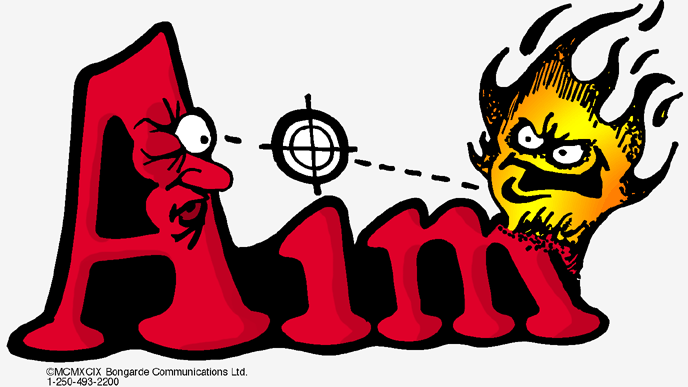 Aim
©MCMXCIX Bongarde Communications Ltd.
1-250-493-2200